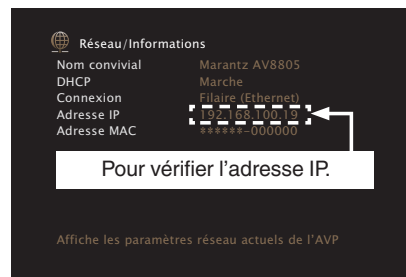 Réseau/Informations
Nom convivial Marantz AV8805
DHCP Marche
Connexion Filaire (Ethernet)
Adresse IP 192.168.100.19
Adresse MAC ******-000000
Pour vérifier l’adresse IP.
Affiche les paramètres réseau actuels de l’AVP